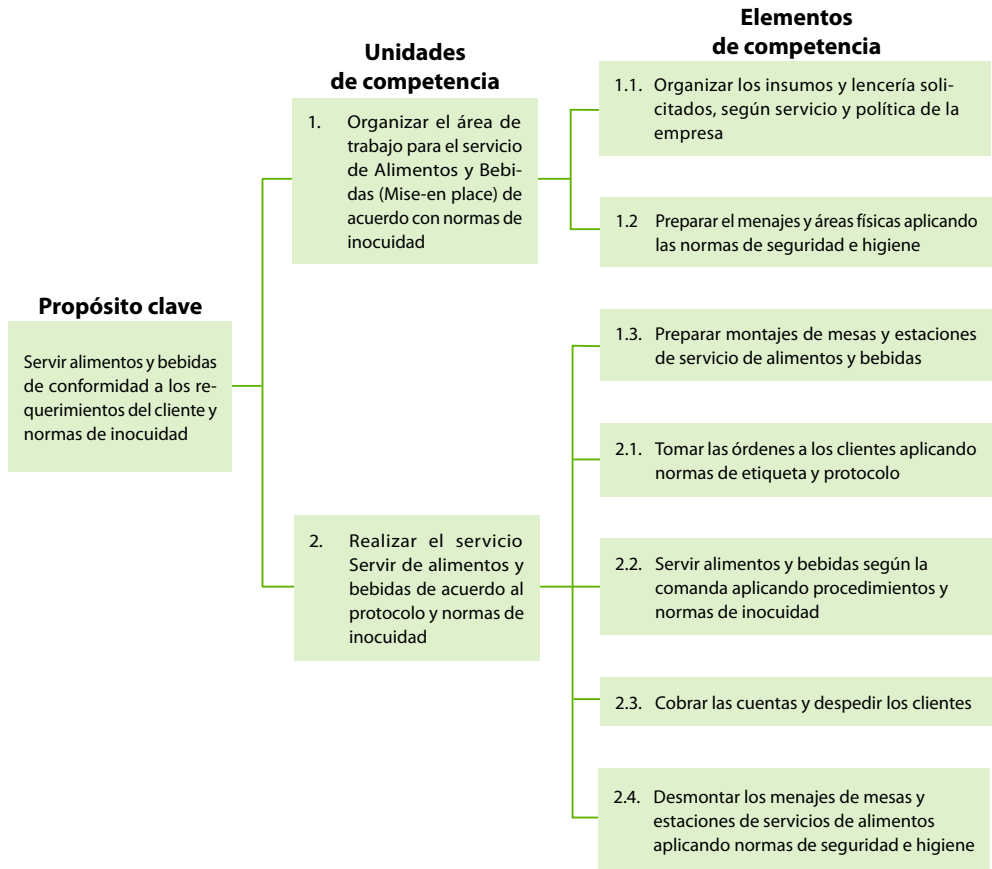 Propósito clave
Servir alimentos y bebidas
de conformidad a los re-
querimientos del cliente y
normas de inocuidad
Unidades
de competencia
1. Organizar el área de
trabajo para el servicio
de Alimentos y Bebi-
das (Mise-en place) de
acuerdo con normas de
inocuidad
2. Realizar el servicio
Servir de alimentos y
bebidas de acuerdo al
protocolo y normas de
inocuidad
Elementos
de competencia
1.1. Organizar los insumos y lencería soli-
citados, según servicio y política de la
empresa
1.2 Preparar el menajes y áreas físicas aplicando
las normas de seguridad e higiene
1.3. Preparar montajes de mesas y estaciones
de servicio de alimentos y bebidas
2.1. Tomar las órdenes a los clientes aplicando
normas de etiqueta y protocolo
2.2. Servir alimentos y bebidas según la
comanda aplicando procedimientos y
normas de inocuidad
2.3. Cobrar las cuentas y despedir los clientes
2.4. Desmontar los menajes de mesas y
estaciones de servicios de alimentos
aplicando normas de seguridad e higiene